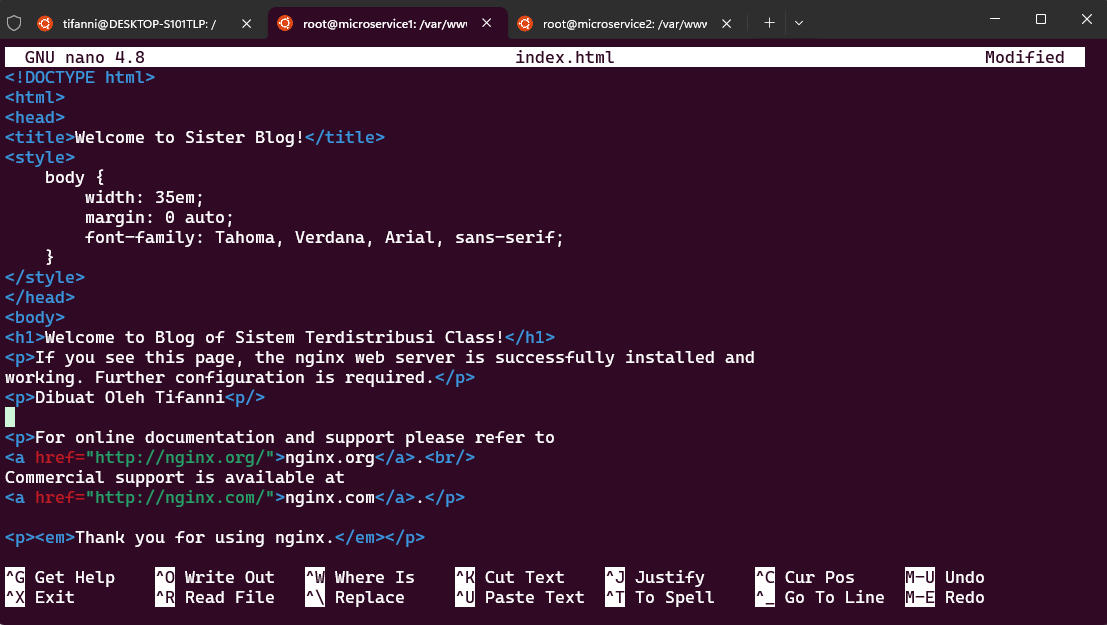 tifanni@DESKTOP-S101TLP: /
root@microservice1: /var/www
root@microservice2: /var/www
GNU nano 4.8 index.html Modified
<!DOCTYPE html>
<html>
<head>
<title>Welcome to Sister Blog!</title>
<style>
    body {
        width: 35em;
        margin: 0 auto;
        font-family: Tahoma, Verdana, Arial, sans-serif;
    }
</style>
</head>
<body>
<h1>Welcome to Blog of Sistem Terdistribusi Class!</h1>
<p>If you see this page, the nginx web server is successfully installed and
working. Further configuration is required.</p>
<p>Dibuat Oleh Tifanni<p/>
<p>For online documentation and support please refer to
<a href="http://nginx.org/">nginx.org</a>.<br/>
Commercial support is available at
<a href="http://nginx.com/">nginx.com</a>.</p>
<p><em>Thank you for using nginx.</em></p>
^G Get Help ^O Write Out ^W Where Is ^K Cut Text ^J Justify ^C Cur Pos M-U Undo
^X Exit ^R Read File ^\ Replace ^U Paste Text ^T To Spell ^_ Go To Line M-E Redo